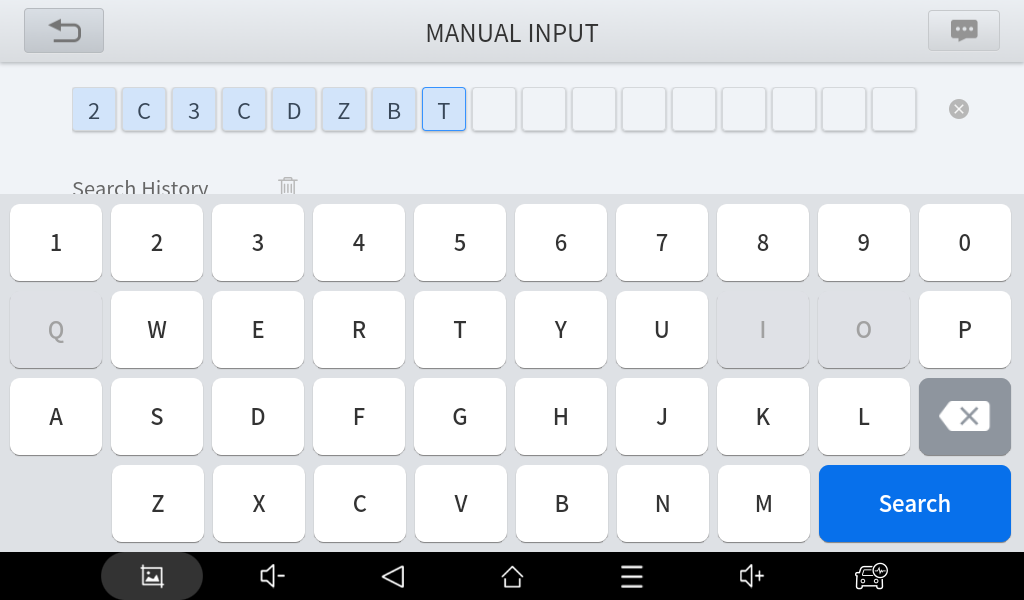 MANUAL INPUT
2 C 3 C D Z B T
Search History
1 2 3 4 5 6 7 8 9 0
Q W E R T Y U I O P
A S D F G H J K L
Z X C V B N M Search